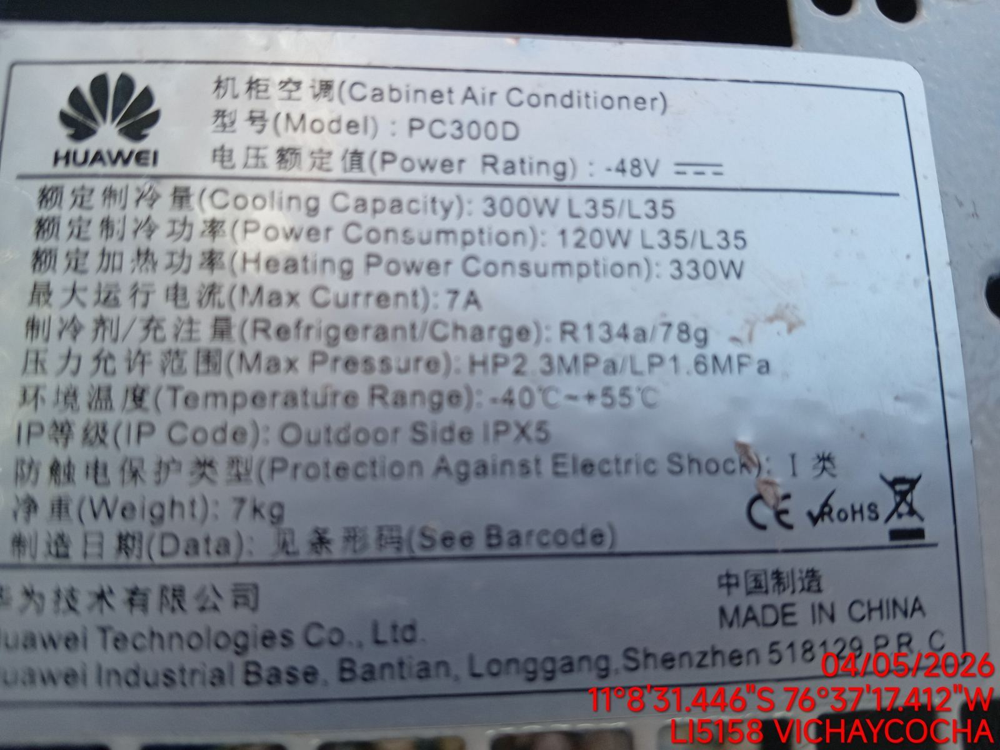 HUAWEI
机柜空调(Cabinet Air Conditioner)
型号(Model) : PC300D
电压额定值(Power Rating) : -48V
额定制冷量(Cooling Capacity): 300W L35/L35
额定制冷功率(Power Consumption): 120W L35/L35
额定加热功率(Heating Power Consumption): 330W
最大运行电流(Max Current): 7A
制冷剂/充注量(Refrigerant/Charge): R134a/78g
压力允许范围(Max Pressure): HP2.3MPa/LP1.6MPa
环境温度(Temperature Range): -40℃~+55℃
IP等级(IP Code): Outdoor Side IPX5
防触电保护类型(Protection Against Electric Shock): I 类
净重(Weight): 7kg
CE RoHS
制造日期(Data): 见条形码(See Barcode)
华为技术有限公司
中国制造
MADE IN CHINA
Huawei Technologies Co., Ltd.
Huawei Industrial Base, Bantian, Longgang,Shenzhen 518129 P.R.C
04/05/2026
11°8'31.446"S 76°37'17.412"W
LI5158 VICHAYCOCHA